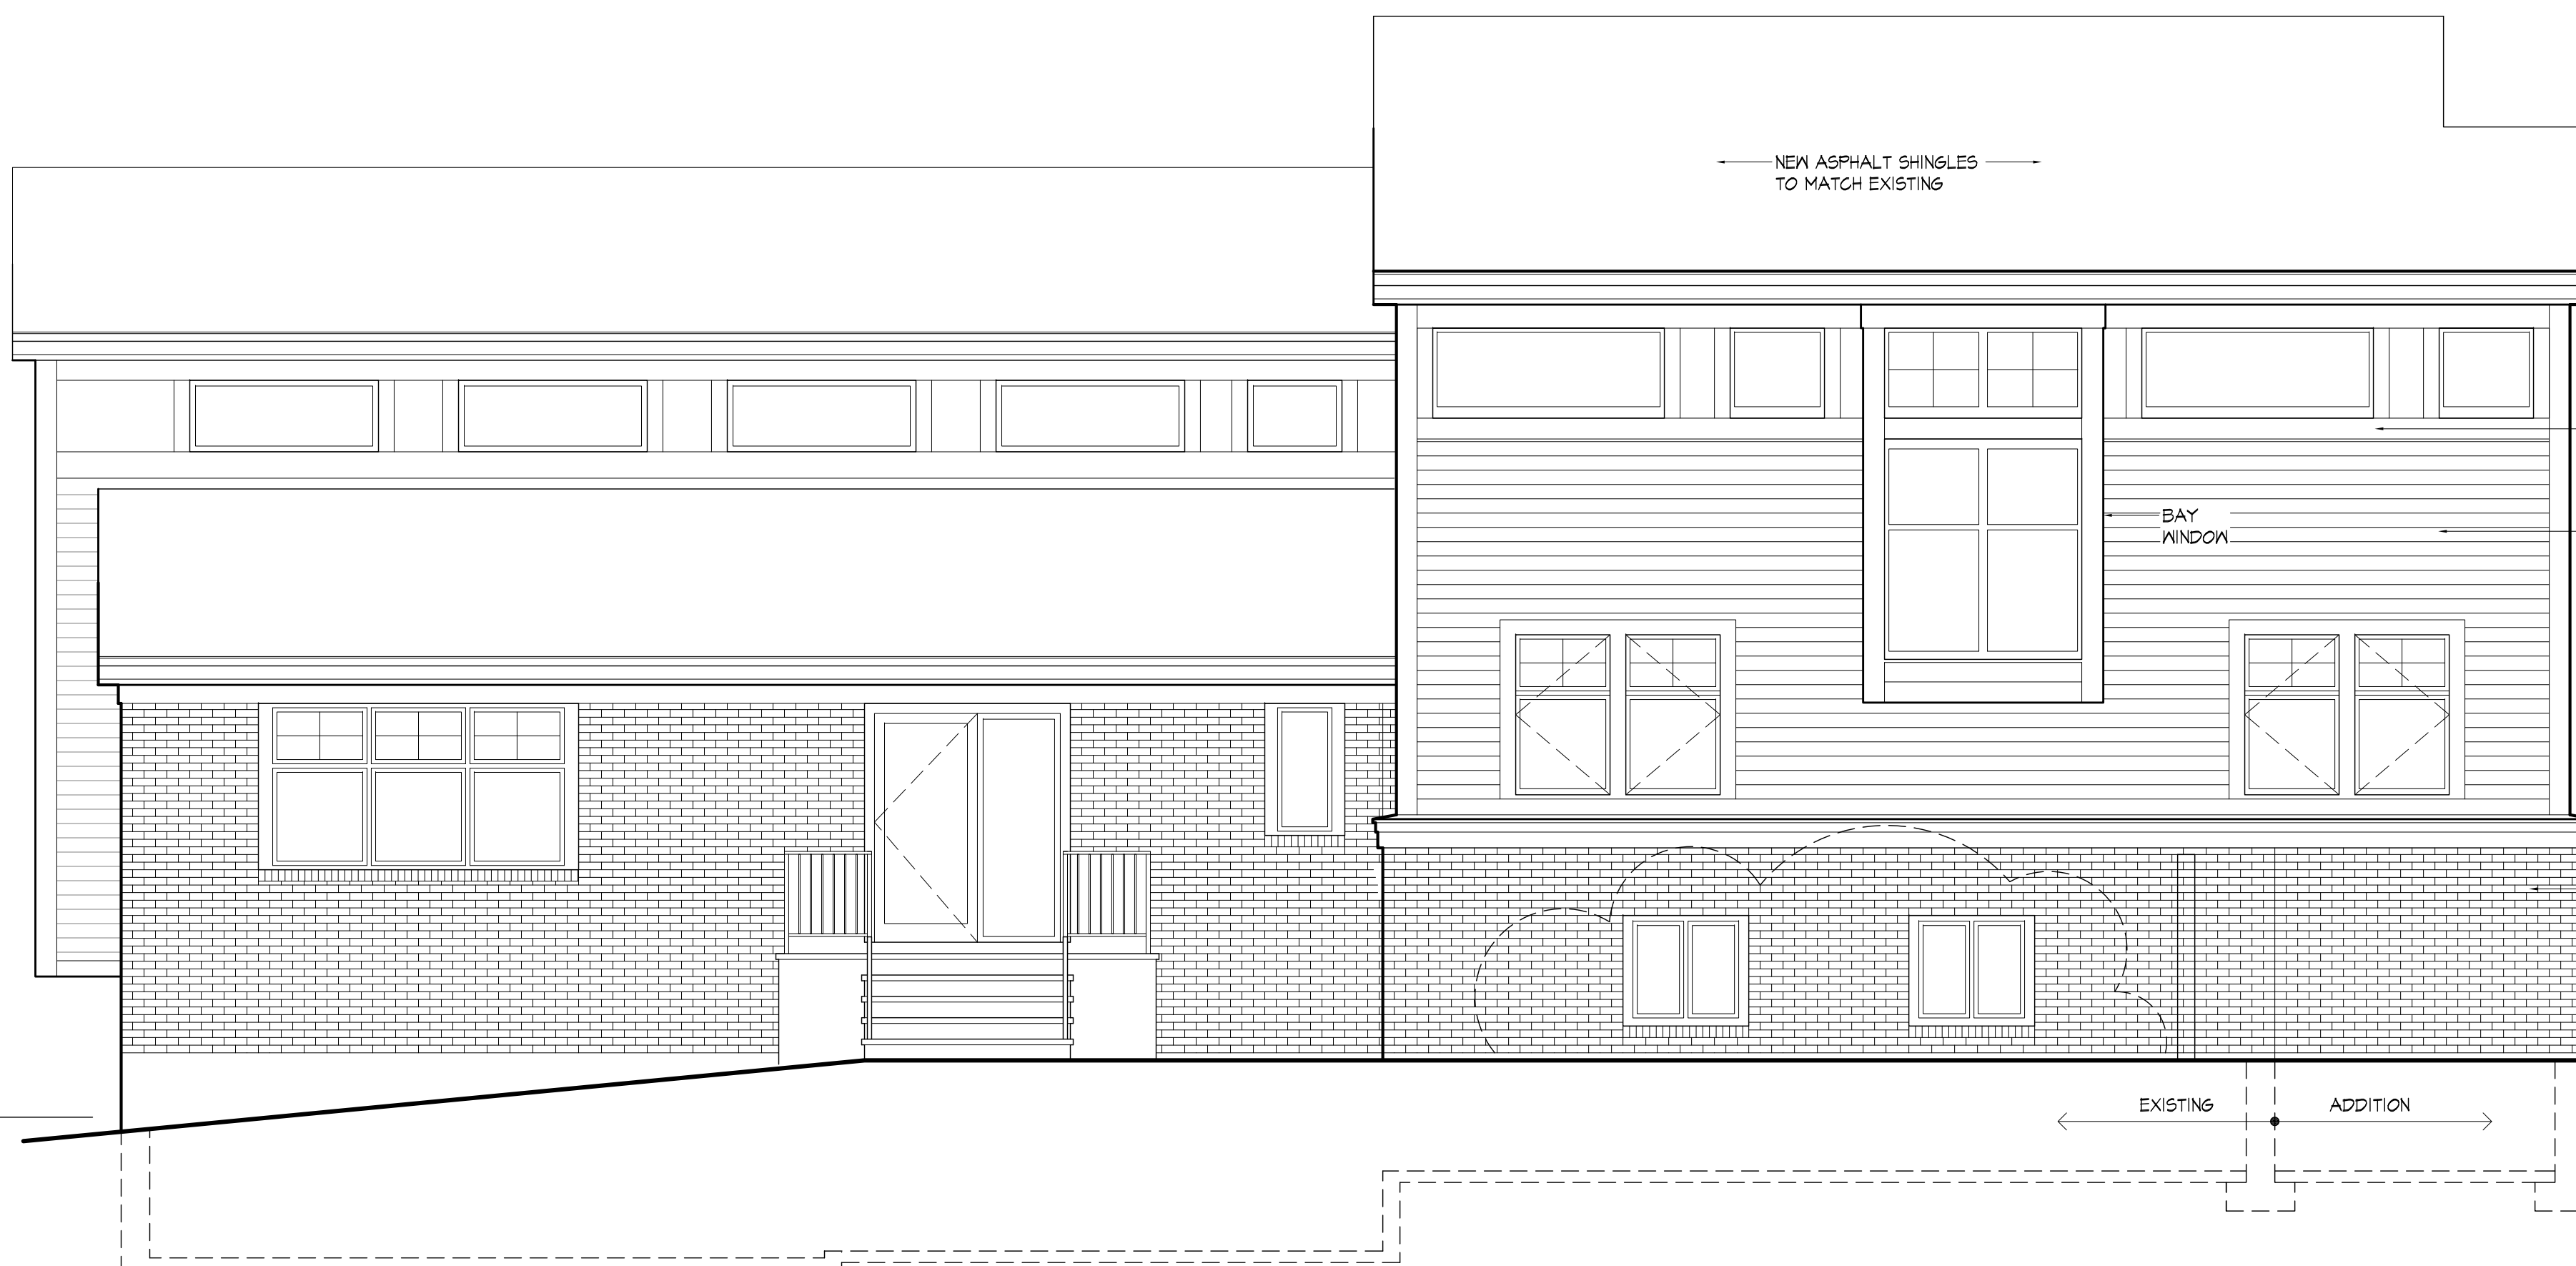 NEW ASPHALT SHINGLES
TO MATCH EXISTING
BAY
WINDOW
EXISTING
ADDITION